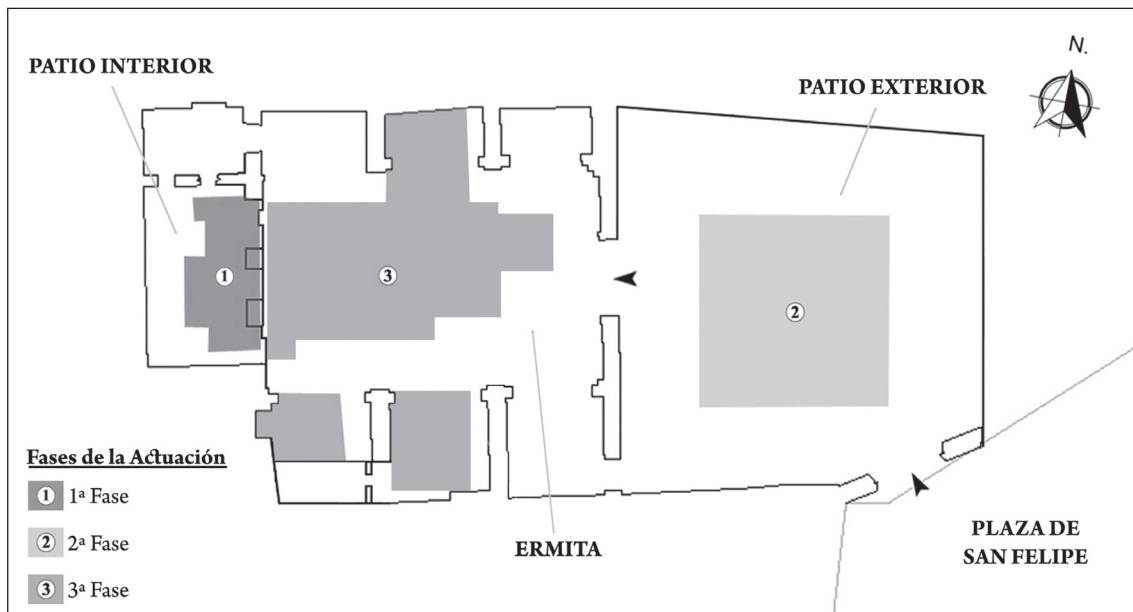 N.
PATIO INTERIOR
PATIO EXTERIOR
1
3
2
Fases de la Actuación
1 1ª Fase
2 2ª Fase
3 3ª Fase
ERMITA
PLAZA DE
SAN FELIPE